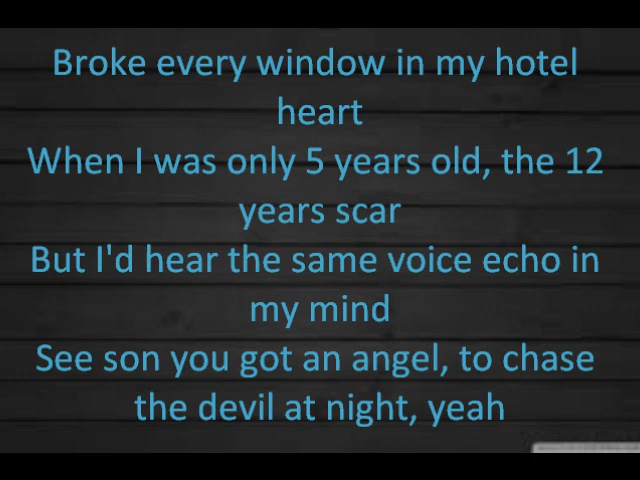 Broke every window in my hotel
heart
When I was only 5 years old, the 12
years scar
But I'd hear the same voice echo in
my mind
See son you got an angel, to chase
the devil at night, yeah